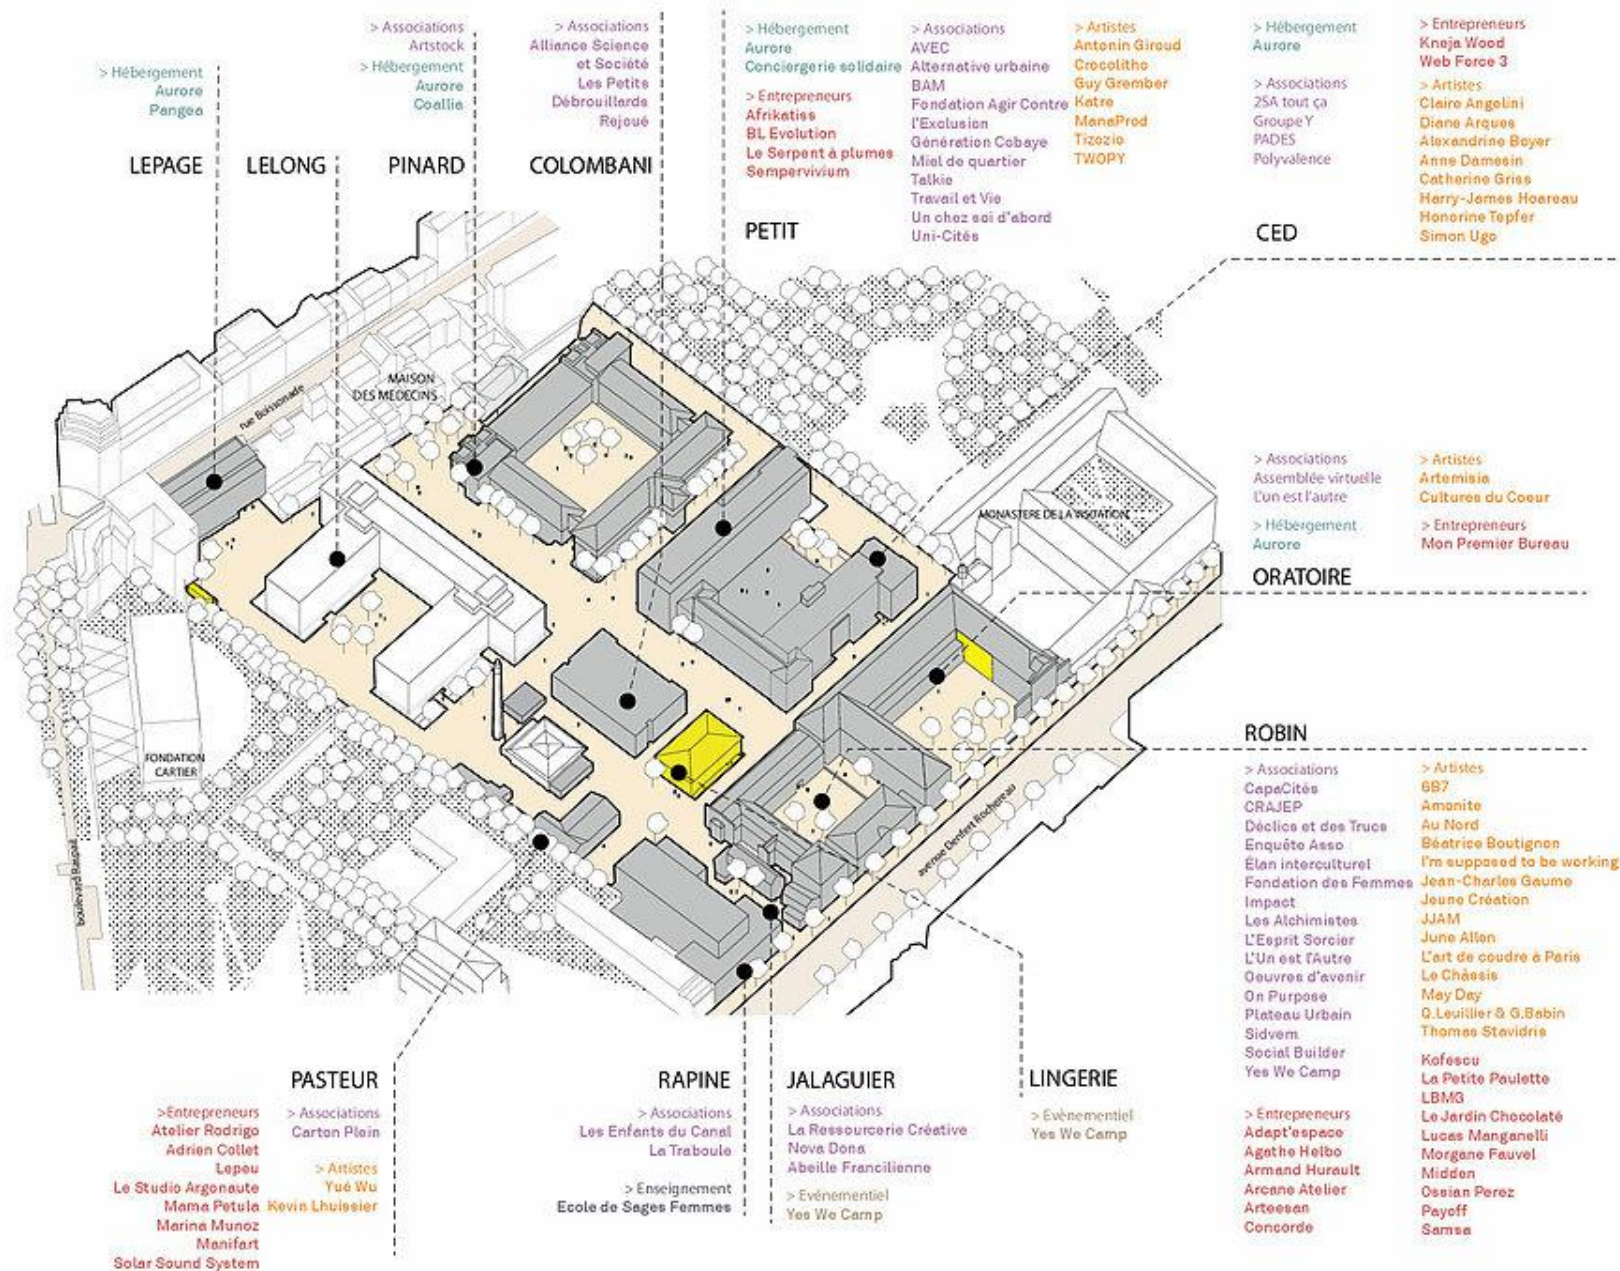 > Hébergement
Aurore
Pangea
LEPAGE
LELONG
> Associations
Artstock
> Hébergement
Aurore
Coallia
PINARD
> Associations
Alliance Science
et Société
Les Petits
Débrouillards
Rejoué
COLOMBANI
> Hébergement
Aurore
Conciergerie solidaire
> Entrepreneurs
Afrikatiss
BL Evolution
Le Serpent à plumes
Sempervivium
PETIT
> Associations
AVEC
Alternative urbaine
BAM
Fondation Agir Contre
l'Exclusion
Génération Cobaye
Miel de quartier
Talkie
Travail et Vie
Un chez soi d'abord
Uni-Cités
> Artistes
Antonin Giroud
Crocolitho
Guy Grember
Katre
ManaProd
Tizozio
TWOPY
> Hébergement
Aurore
> Associations
2SA tout ça
Groupe Y
PADES
Polyvalence
CED
> Entrepreneurs
Kneja Wood
Web Force 3
> Artistes
Claire Angelini
Diane Arques
Alexandrine Boyer
Anne Damesin
Catherine Griss
Harry-James Hoareau
Honorine Tepfer
Simon Ugo
rue Boissonade
MAISON
DES MEDECINS
MONASTERE DE LA VISITATION
FONDATION
CARTIER
boulevard Raspail
avenue Denfert Rochereau
> Associations
Assemblée virtuelle
L'un est l'autre
> Hébergement
Aurore
> Artistes
Artemisia
Cultures du Coeur
> Entrepreneurs
Mon Premier Bureau
ORATOIRE
ROBIN
> Associations
CapaCités
CRAJEP
Déclics et des Trucs
Enquête Asso
Élan interculturel
Fondation des Femmes
Impact
Les Alchimistes
L'Esprit Sorcier
L'Un est l'Autre
Oeuvres d'avenir
On Purpose
Plateau Urbain
Sidvem
Social Builder
Yes We Camp
> Entrepreneurs
Adapt'espace
Agathe Helbo
Armand Hurault
Arcane Atelier
Arteesan
Concorde
> Artistes
6B7
Amonite
Au Nord
Béatrice Boutignon
I'm supposed to be working
Jean-Charles Gaume
Jeune Création
JJAM
June Allen
L'art de coudre à Paris
Le Châssis
May Day
Q.Leuillier & G.Babin
Thomas Stavidris
Kofescu
La Petite Paulette
LBMG
Le Jardin Chocolaté
Lucas Manganelli
Morgane Fauvel
Midden
Ossian Perez
Payoff
Samsa
PASTEUR
>Entrepreneurs
Atelier Rodrigo
Adrien Collet
Lepeu
Le Studio Argonaute
Mama Petula
Marina Munoz
Manifart
Solar Sound System
> Associations
Carton Plein
> Artistes
Yué Wu
Kevin Lhuissier
RAPINE
> Associations
Les Enfants du Canal
La Traboule
> Enseignement
Ecole de Sages Femmes
JALAGUIER
> Associations
La Ressourcerie Créative
Nova Dona
Abeille Francilienne
> Evénementiel
Yes We Camp
LINGERIE
> Evènementiel
Yes We Camp